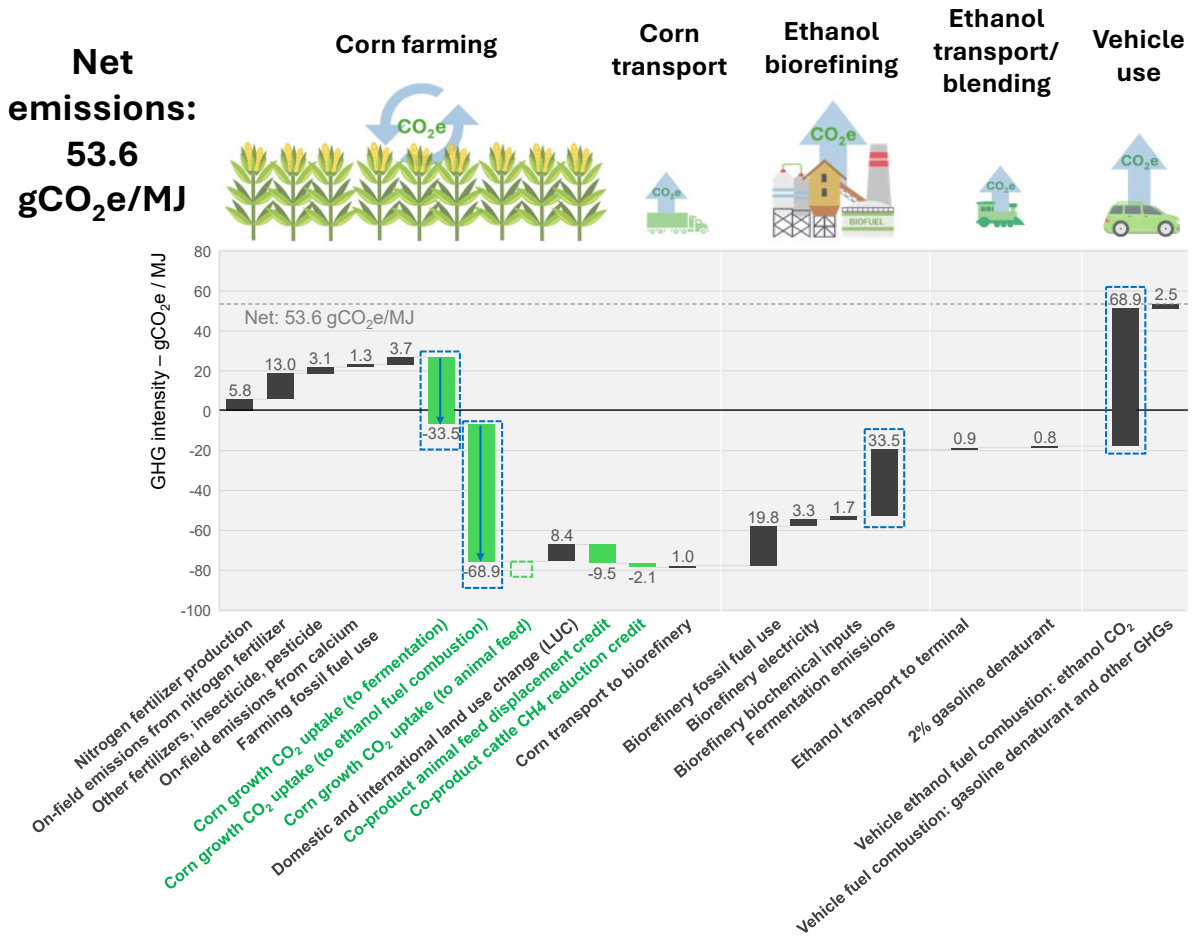 Net
emissions:
53.6
gCO₂e/MJ
Corn farming
Corn
transport
Ethanol
biorefining
Ethanol
transport/
blending
Vehicle
use
CO₂e
CO₂e
CO₂e
BIOFUEL
CO₂e
CO₂e
GHG intensity – gCO₂e / MJ
80
60
40
20
0
-20
-40
-60
-80
-100
Net: 53.6 gCO₂e/MJ
5.8
13.0
3.1
1.3
3.7
-33.5
-68.9
8.4
-9.5
-2.1
1.0
19.8
3.3
1.7
33.5
0.9
0.8
68.9
2.5
Nitrogen fertilizer production
On-field emissions from nitrogen fertilizer
Other fertilizers, insecticide, pesticide
On-field emissions from calcium
Farming fossil fuel use
Corn growth CO₂ uptake (to fermentation)
Corn growth CO₂ uptake (to ethanol fuel combustion)
Corn growth CO₂ uptake (to animal feed)
Domestic and international land use change (LUC)
Co-product animal feed displacement credit
Co-product cattle CH4 reduction credit
Corn transport to biorefinery
Biorefinery fossil fuel use
Biorefinery electricity
Biorefinery biochemical inputs
Fermentation emissions
Ethanol transport to terminal
2% gasoline denaturant
Vehicle ethanol fuel combustion: ethanol CO₂
Vehicle fuel combustion: gasoline denaturant and other GHGs